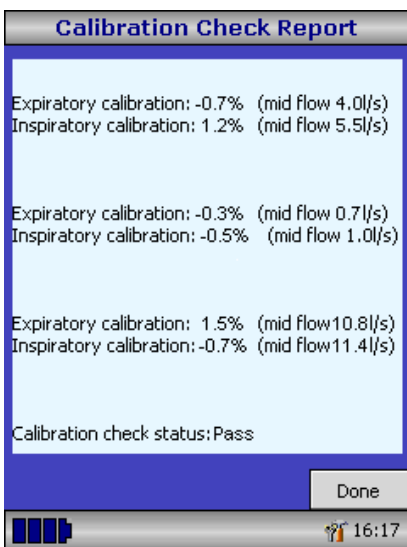 Calibration Check Report
Expiratory calibration: -0.7% (mid flow 4.0l/s)
Inspiratory calibration: 1.2% (mid flow 5.5l/s)
Expiratory calibration: -0.3% (mid flow 0.7l/s)
Inspiratory calibration: -0.5% (mid flow 1.0l/s)
Expiratory calibration: 1.5% (mid flow10.8l/s)
Inspiratory calibration: -0.7% (mid flow11.4l/s)
Calibration check status: Pass
Done
16:17